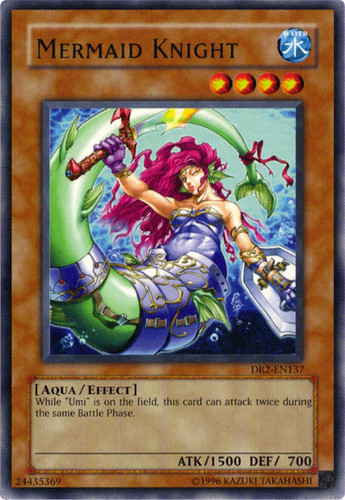 MERMAID KNIGHT
WATER
水
DR2-EN137
[AQUA / EFFECT]
While "Umi" is on the field, this card can attack twice during
the same Battle Phase.
ATK/1500 DEF/ 700
24435369
©1996 KAZUKI TAKAHASHI